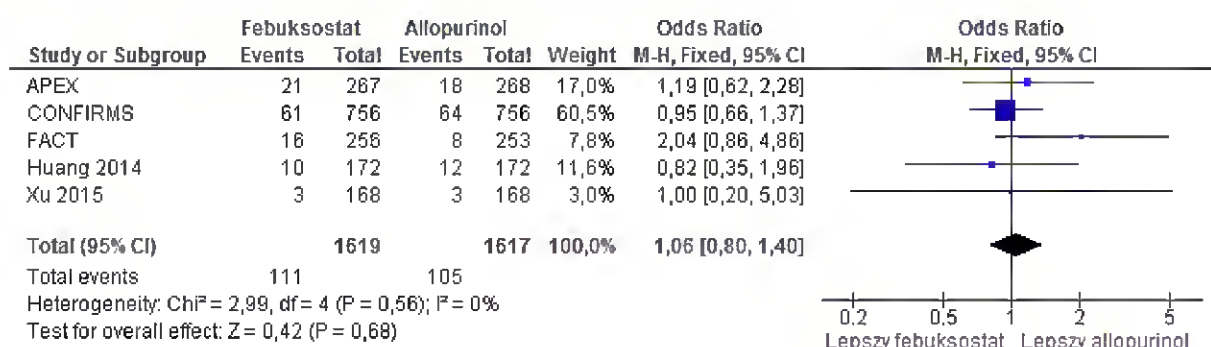 Febuksostat Allopurinol Odds Ratio Odds Ratio
Study or Subgroup Events Total Events Total Weight M-H, Fixed, 95% CI M-H, Fixed, 95% CI
APEX 21 267 18 268 17,0% 1,19 [0,62, 2,28]
CONFIRMS 61 756 64 756 60,5% 0,95 [0,66, 1,37]
FACT 16 256 8 253 7,8% 2,04 [0,86, 4,86]
Huang 2014 10 172 12 172 11,6% 0,82 [0,35, 1,96]
Xu 2015 3 168 3 168 3,0% 1,00 [0,20, 5,03]
Total (95% CI) 1619 1617 100,0% 1,06 [0,80, 1,40]
Total events 111 105
Heterogeneity: Chi² = 2,99, df = 4 (P = 0,56); I² = 0%
Test for overall effect: Z = 0,42 (P = 0,68)
0,2 0,5 1 2 5
Lepszy febuksostat Lepszy allopurinol